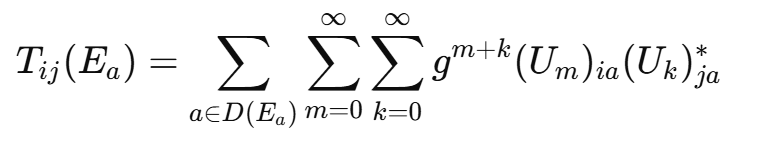 $T_{ij}(E_a) = \sum_{a \in D(E_a)} \sum_{m=0}^{\infty} \sum_{k=0}^{\infty} g^{m+k} (U_m)_{ia} (U_k)_{ja}^{*}$